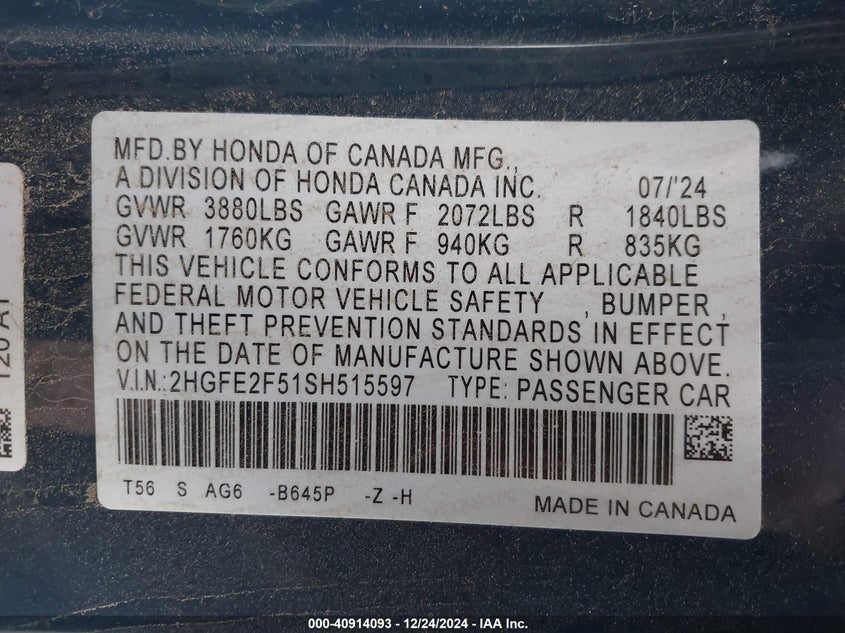 MFD.BY HONDA OF CANADA MFG.,
A DIVISION OF HONDA CANADA INC. 07/'24
GVWR 3880LBS GAWR F 2072LBS R 1840LBS
GVWR 1760KG GAWR F 940KG R 835KG
THIS VEHICLE CONFORMS TO ALL APPLICABLE
FEDERAL MOTOR VEHICLE SAFETY , BUMPER ,
AND THEFT PREVENTION STANDARDS IN EFFECT
ON THE DATE OF MANUFACTURE SHOWN ABOVE.
V.I.N.:2HGFE2F51SH515597 TYPE: PASSENGER CAR
T56 S AG6 -B645P -Z -H
MADE IN CANADA
000-40914093 - 12/24/2024 - IAA Inc.